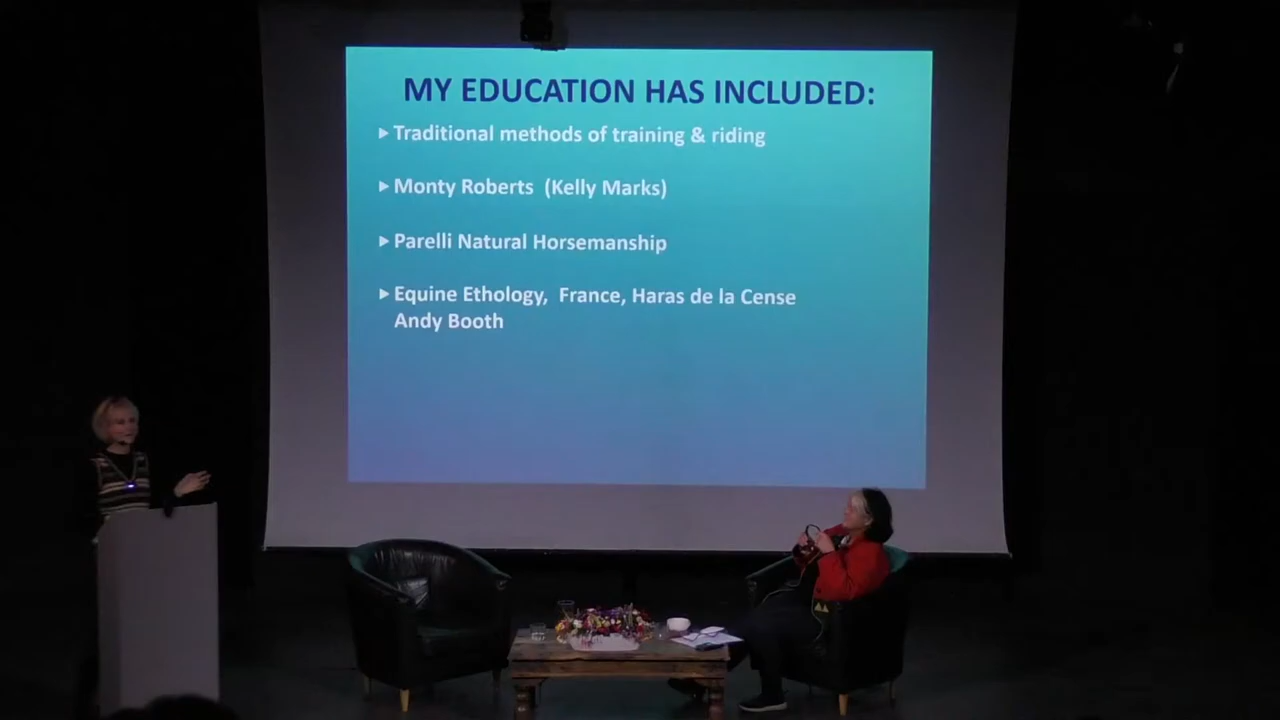 MY EDUCATION HAS INCLUDED:
▸Traditional methods of training & riding
▸Monty Roberts (Kelly Marks)
▸Parelli Natural Horsemanship
▸Equine Ethology, France, Haras de la Cense
Andy Booth